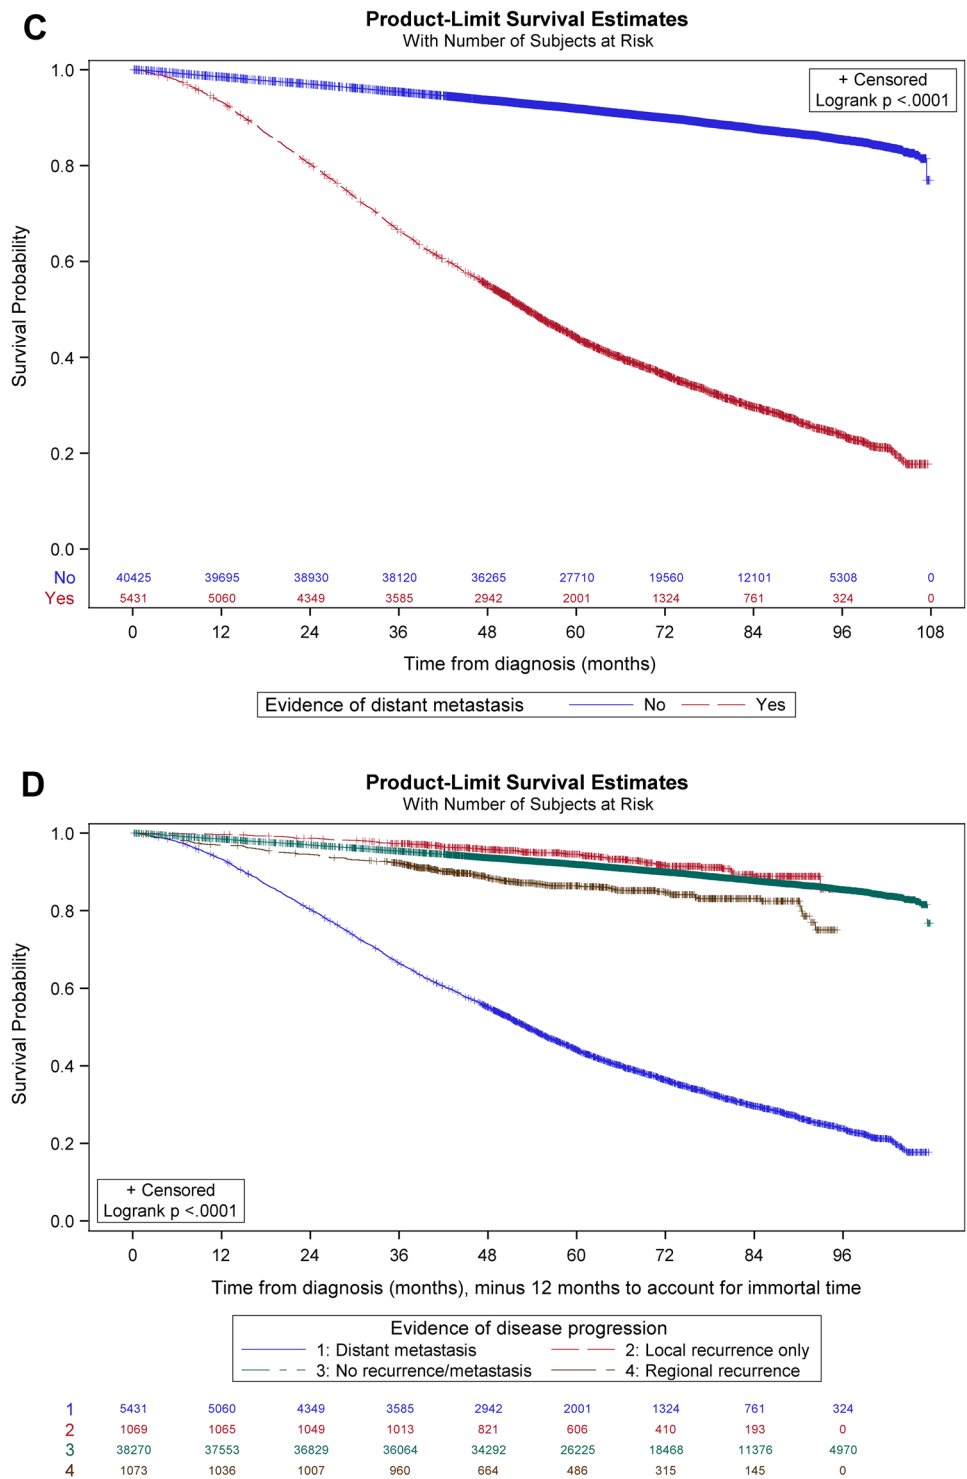 C
Product-Limit Survival Estimates
With Number of Subjects at Risk
+ Censored
Logrank p <.0001
Survival Probability
1.0
0.8
0.6
0.4
0.2
0.0
No 40425 39695 38930 38120 36265 27710 19560 12101 5308 0
Yes 5431 5060 4349 3585 2942 2001 1324 761 324 0
0 12 24 36 48 60 72 84 96 108
Time from diagnosis (months)
Evidence of distant metastasis No Yes
D
Product-Limit Survival Estimates
With Number of Subjects at Risk
Survival Probability
1.0
0.8
0.6
0.4
0.2
0.0
+ Censored
Logrank p <.0001
0 12 24 36 48 60 72 84 96
Time from diagnosis (months), minus 12 months to account for immortal time
Evidence of disease progression
1: Distant metastasis 2: Local recurrence only
3: No recurrence/metastasis 4: Regional recurrence
1 5431 5060 4349 3585 2942 2001 1324 761 324
2 1069 1065 1049 1013 821 606 410 193 0
3 38270 37553 36829 36064 34292 26225 18468 11376 4970
4 1073 1036 1007 960 664 486 315 145 0